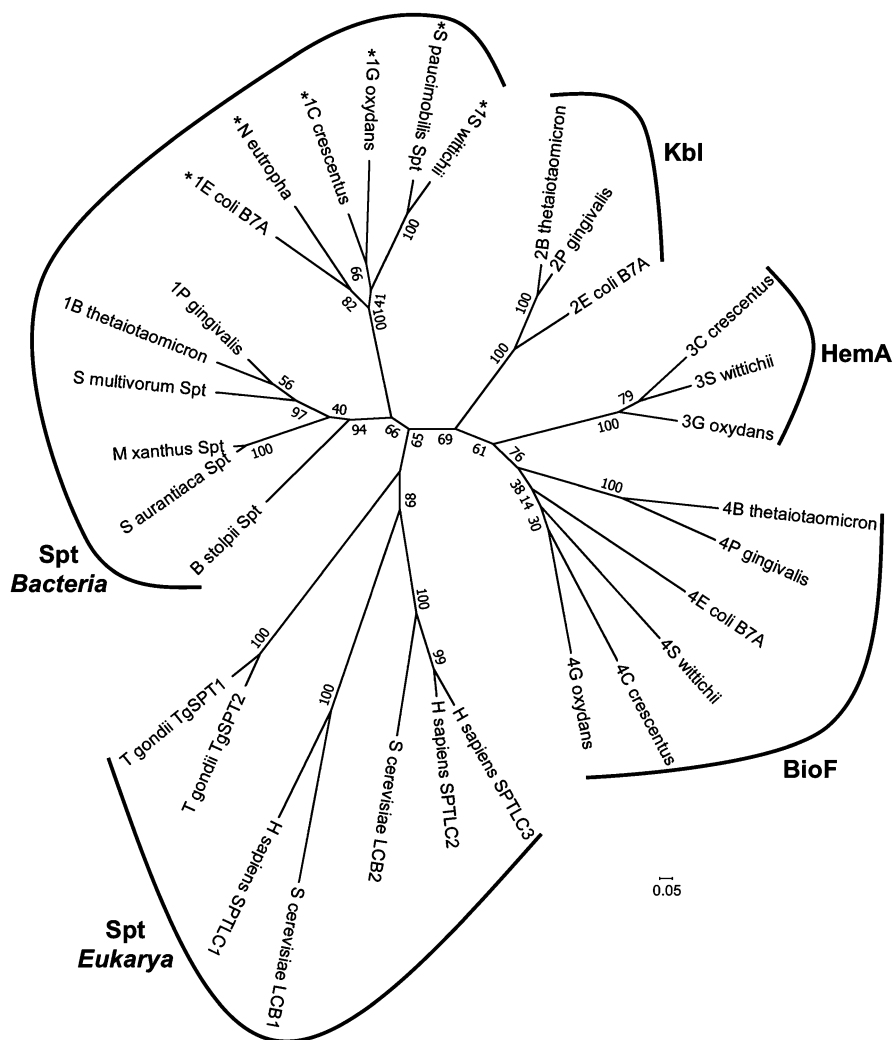 *S paucimobilis Spt
*1G oxydans
*1S wittichii
*1C crescentus
*N eutropha
*1E coli B7A
Kbl
2B thetaiotaomicron
2P gingivalis
2E coli B7A
100
100
100
66
82
41
100
1P gingivalis
1B thetaiotaomicron
S multivorum Spt
M xanthus Spt
S aurantiaca Spt
B stolpii Spt
56
97
40
94
100
66
65
69
61
Spt
Bacteria
HemA
3C crescentus
3S wittichii
3G oxydans
79
100
76
100
38
14
30
4B thetaiotaomicron
4P gingivalis
4E coli B7A
4S wittichii
4C crescentus
4G oxydans
BioF
68
100
99
100
100
T gondii TgSPT1
T gondii TgSPT2
H sapiens SPTLC1
S cerevisiae LCB1
S cerevisiae LCB2
H sapiens SPTLC2
H sapiens SPTLC3
Spt
Eukarya
0.05